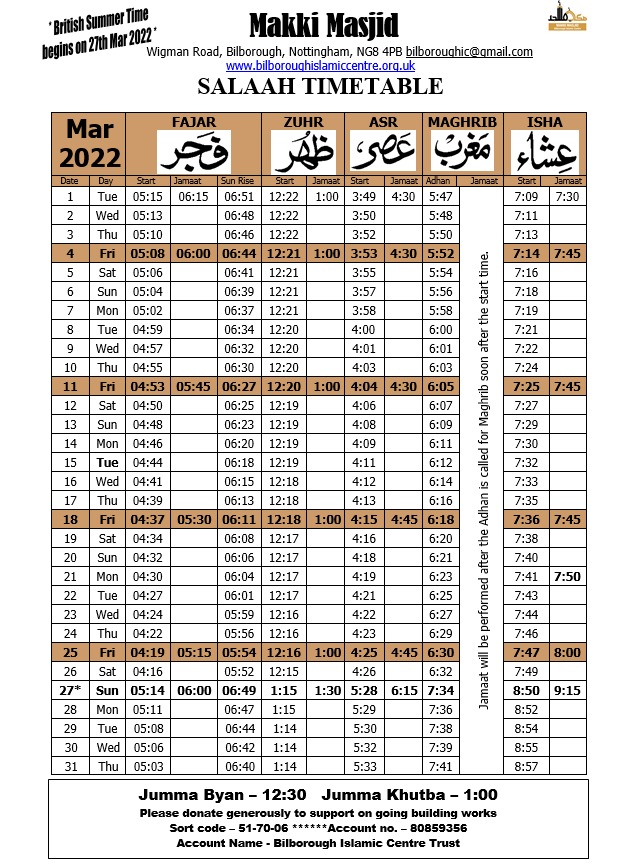 * British Summer Time
begins on 27th Mar 2022 *
Makki Masjid
Wigman Road, Bilborough, Nottingham, NG8 4PB bilboroughic@gmail.com
www.bilboroughislamiccentre.org.uk
SALAAH TIMETABLE
Mar 2022 FAJAR ZUHR ASR MAGHRIB ISHA
فجر ظهر عصر مغرب عشاء
Date Day Start Jamaat Sun Rise Start Jamaat Start Jamaat Adhan Jamaat Start Jamaat
1 Tue 05:15 06:15 06:51 12:22 1:00 3:49 4:30 5:47 7:09 7:30
2 Wed 05:13 06:48 12:22 3:50 5:48 7:11
3 Thu 05:10 06:46 12:22 3:52 5:50 7:13
4 Fri 05:08 06:00 06:44 12:21 1:00 3:53 4:30 5:52 7:14 7:45
5 Sat 05:06 06:41 12:21 3:55 5:54 7:16
6 Sun 05:04 06:39 12:21 3:57 5:56 7:18
7 Mon 05:02 06:37 12:21 3:58 5:58 7:19
8 Tue 04:59 06:34 12:20 4:00 6:00 7:21
9 Wed 04:57 06:32 12:20 4:01 6:01 7:22
10 Thu 04:55 06:30 12:20 4:03 6:03 7:24
11 Fri 04:53 05:45 06:27 12:20 1:00 4:04 4:30 6:05 7:25 7:45
12 Sat 04:50 06:25 12:19 4:06 6:07 7:27
13 Sun 04:48 06:23 12:19 4:08 6:09 7:29
14 Mon 04:46 06:20 12:19 4:09 6:11 7:30
15 Tue 04:44 06:18 12:19 4:11 6:12 7:32
16 Wed 04:41 06:15 12:18 4:12 6:14 7:33
17 Thu 04:39 06:13 12:18 4:13 6:16 7:35
18 Fri 04:37 05:30 06:11 12:18 1:00 4:15 4:45 6:18 7:36 7:45
19 Sat 04:34 06:08 12:17 4:16 6:20 7:38
20 Sun 04:32 06:06 12:17 4:18 6:21 7:40
21 Mon 04:30 06:04 12:17 4:19 6:23 7:41 7:50
22 Tue 04:27 06:01 12:17 4:21 6:25 7:43
23 Wed 04:24 05:59 12:16 4:22 6:27 7:44
24 Thu 04:22 05:56 12:16 4:23 6:29 7:46
25 Fri 04:19 05:15 05:54 12:16 1:00 4:25 4:45 6:30 7:47 8:00
26 Sat 04:16 05:52 12:15 4:26 6:32 7:49
27* Sun 05:14 06:00 06:49 1:15 1:30 5:28 6:15 7:34 8:50 9:15
28 Mon 05:11 06:47 1:15 5:29 7:36 8:52
29 Tue 05:08 06:44 1:14 5:30 7:38 8:54
30 Wed 05:06 06:42 1:14 5:32 7:39 8:55
31 Thu 05:03 06:40 1:14 5:33 7:41 8:57
Jamaat will be performed after the Adhan is called for Maghrib soon after the start time.
Jumma Byan – 12:30 Jumma Khutba – 1:00
Please donate generously to support on going building works
Sort code – 51-70-06 ******Account no. – 80859356
Account Name - Bilborough Islamic Centre Trust